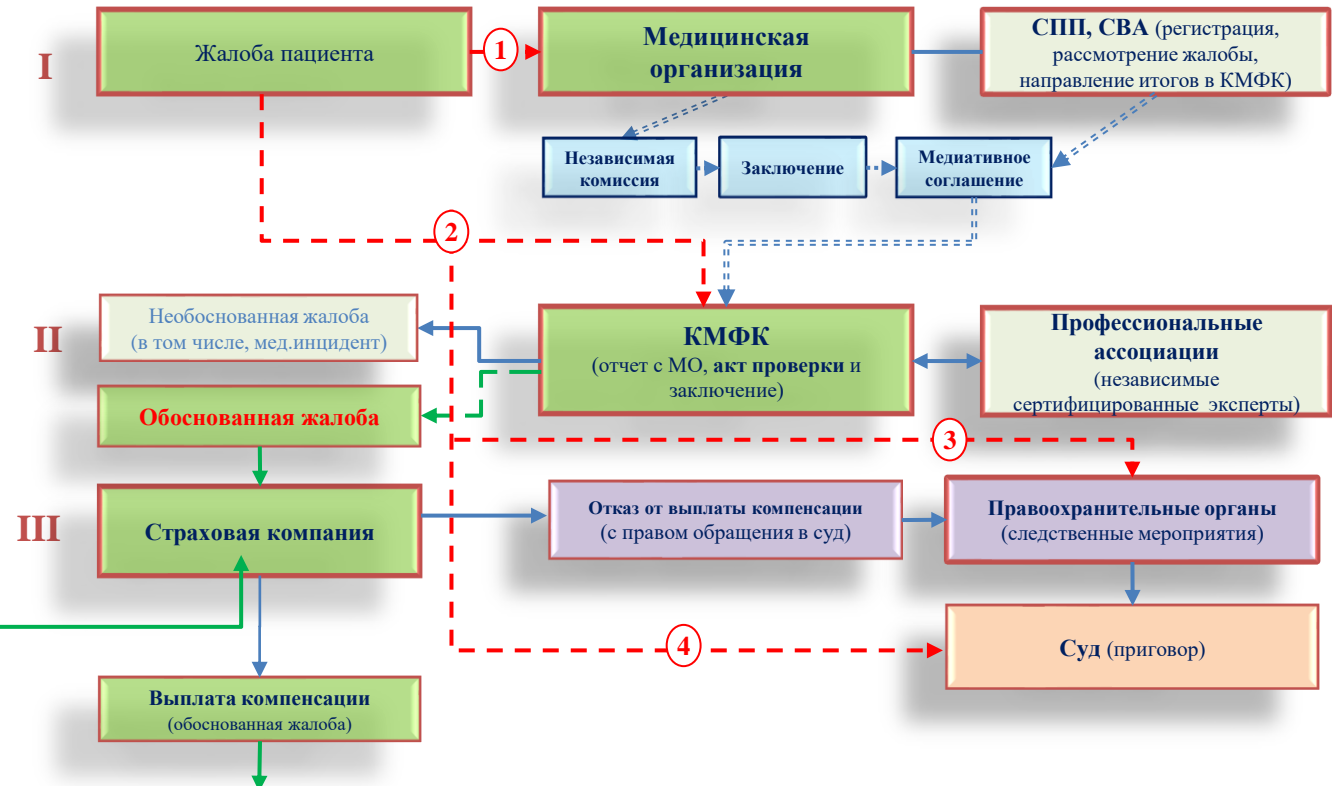 I
Жалоба пациента
1
Медицинская
организация
СПП, СВА (регистрация,
рассмотрение жалобы,
направление итогов в КМФК)
Независимая
комиссия
Заключение
Медиативное
соглашение
2
II
Необоснованная жалоба
(в том числе, мед.инцидент)
КМФК
(отчет с МО, акт проверки и
заключение)
Профессиональные
ассоциации
(независимые
сертифицированные эксперты)
Обоснованная жалоба
3
III
Страховая компания
Отказ от выплаты компенсации
(с правом обращения в суд)
Правоохранительные органы
(следственные мероприятия)
4
Суд (приговор)
Выплата компенсации
(обоснованная жалоба)